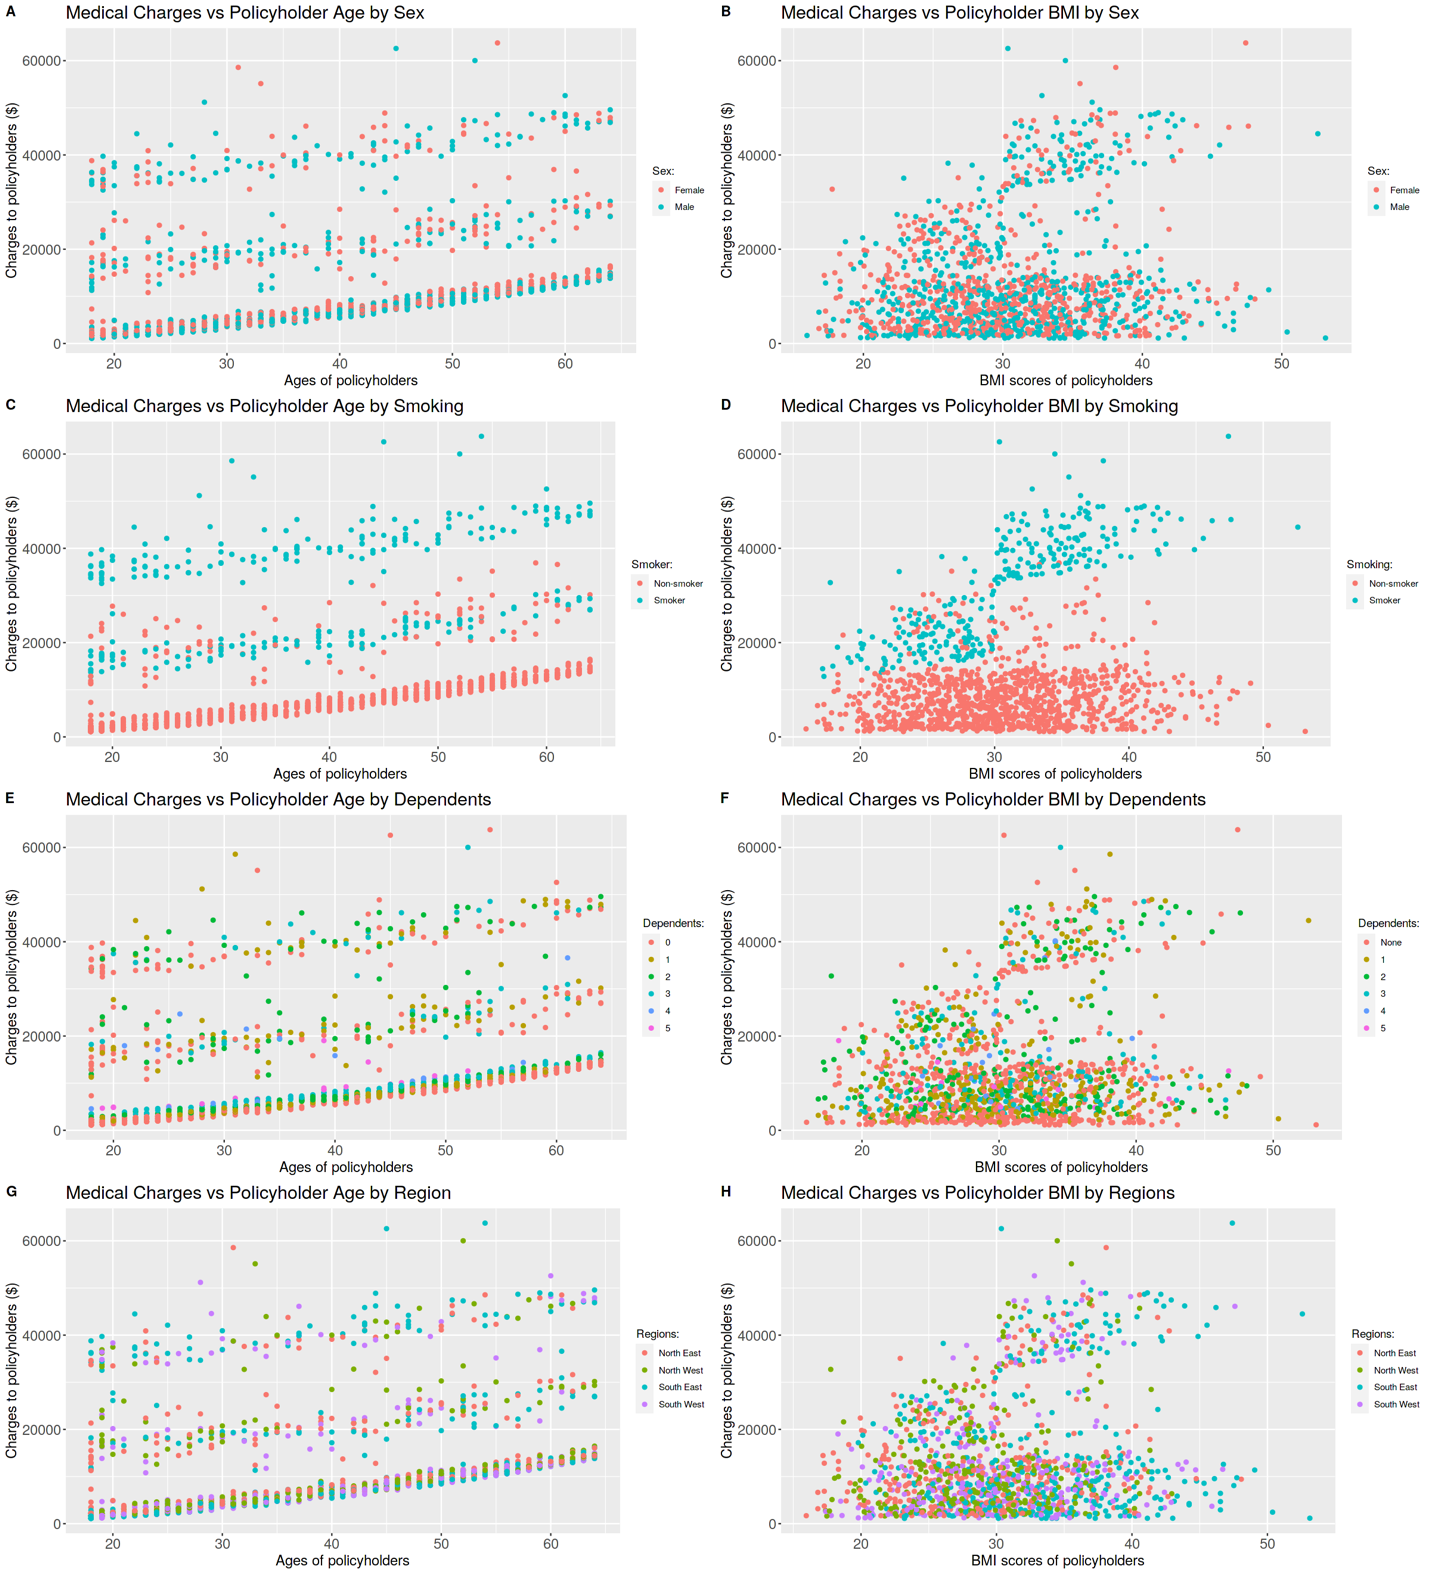 A
Medical Charges vs Policyholder Age by Sex
Charges to policyholders ($)
60000
40000
20000
0
20 30 40 50 60
Ages of policyholders
Sex:
Female
Male
B
Medical Charges vs Policyholder BMI by Sex
Charges to policyholders ($)
60000
40000
20000
0
20 30 40 50
BMI scores of policyholders
Sex:
Female
Male
C
Medical Charges vs Policyholder Age by Smoking
Charges to policyholders ($)
60000
40000
20000
0
20 30 40 50 60
Ages of policyholders
Smoker:
Non-smoker
Smoker
D
Medical Charges vs Policyholder BMI by Smoking
Charges to policyholders ($)
60000
40000
20000
0
20 30 40 50
BMI scores of policyholders
Smoking:
Non-smoker
Smoker
E
Medical Charges vs Policyholder Age by Dependents
Charges to policyholders ($)
60000
40000
20000
0
20 30 40 50 60
Ages of policyholders
Dependents:
0
1
2
3
4
5
F
Medical Charges vs Policyholder BMI by Dependents
Charges to policyholders ($)
60000
40000
20000
0
20 30 40 50
BMI scores of policyholders
Dependents:
None
1
2
3
4
5
G
Medical Charges vs Policyholder Age by Region
Charges to policyholders ($)
60000
40000
20000
0
20 30 40 50 60
Ages of policyholders
Regions:
North East
North West
South East
South West
H
Medical Charges vs Policyholder BMI by Regions
Charges to policyholders ($)
60000
40000
20000
0
20 30 40 50
BMI scores of policyholders
Regions:
North East
North West
South East
South West